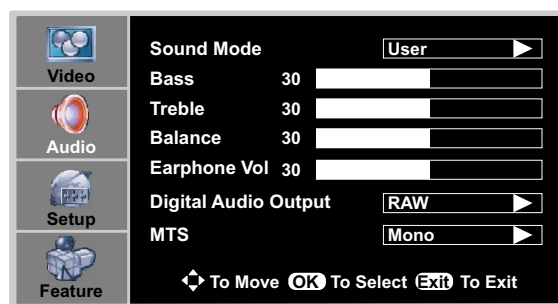 Video
Audio
Setup
Feature
Sound Mode User
Bass 30
Treble 30
Balance 30
Earphone Vol 30
Digital Audio Output RAW
MTS Mono
To Move OK To Select Exit To Exit